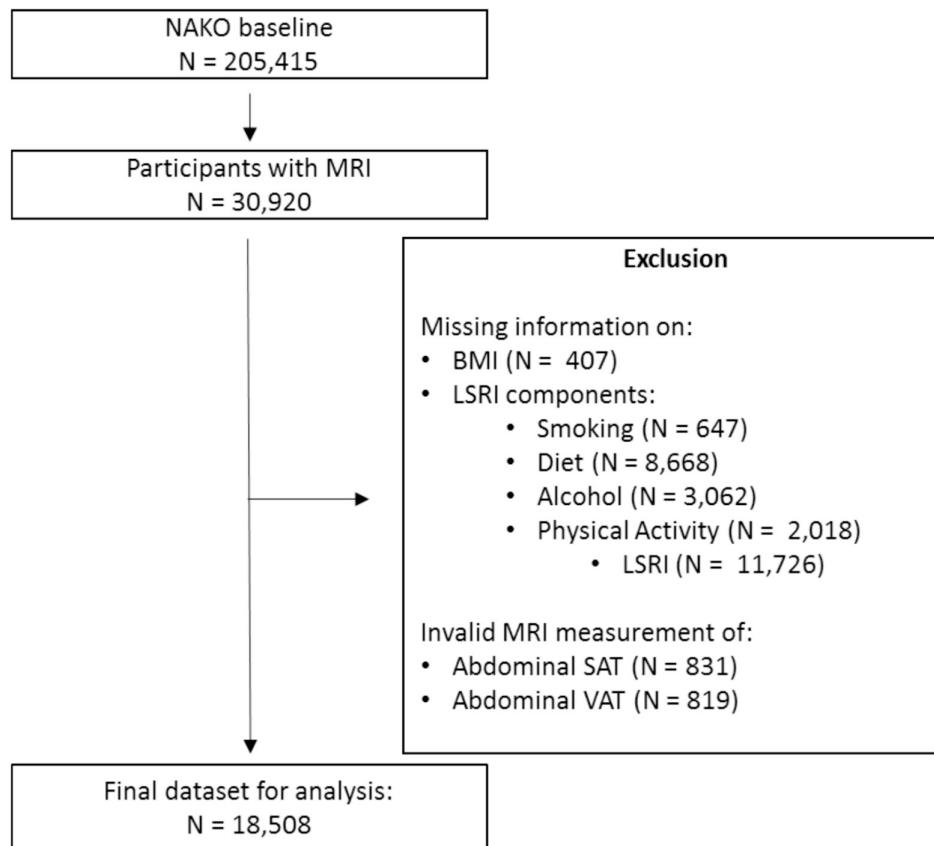 NAKO baseline
N = 205,415
Participants with MRI
N = 30,920
Exclusion
Missing information on:
• BMI (N = 407)
• LSRI components:
• Smoking (N = 647)
• Diet (N = 8,668)
• Alcohol (N = 3,062)
• Physical Activity (N = 2,018)
• LSRI (N = 11,726)
Invalid MRI measurement of:
• Abdominal SAT (N = 831)
• Abdominal VAT (N = 819)
Final dataset for analysis:
N = 18,508